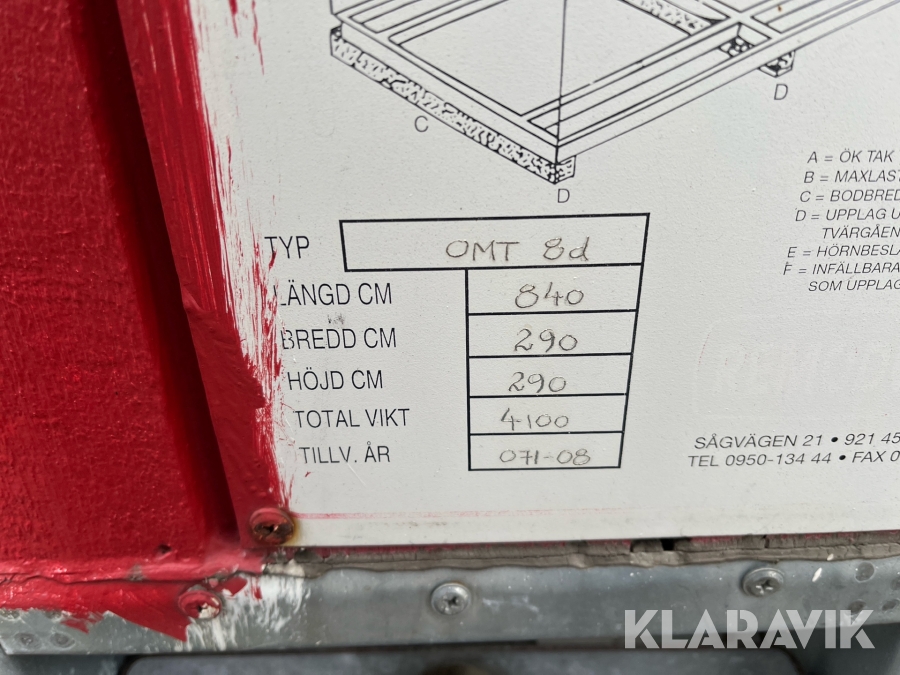 C
D
D
A = ÖK TAK
B = MAXLAST
C = BODBRED
D = UPPLAG U
TVÄRGÅEN
E = HÖRNBESLA
F = INFÄLLBARA
SOM UPPLAG
TYP OMT 8d
LÄNGD CM 840
BREDD CM 290
HÖJD CM 290
TOTAL VIKT 4100
TILLV. ÅR 071-08
SÅGVÄGEN 21 • 921 45
TEL 0950-134 44 • FAX 0
KLARAVIK